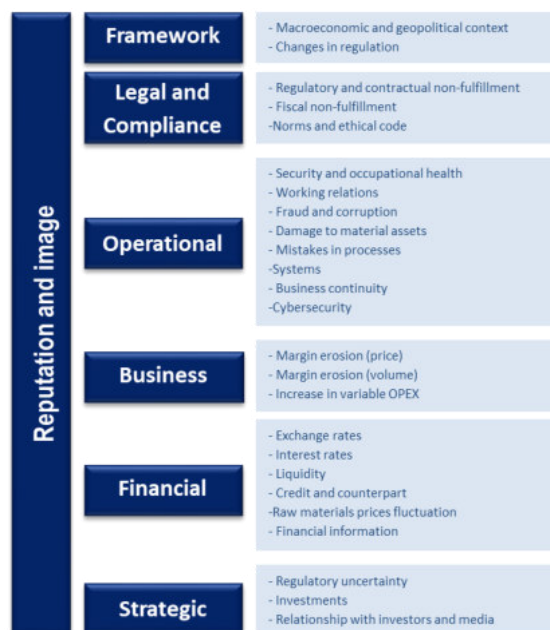 Reputation and image
Framework
- Macroeconomic and geopolitical context
- Changes in regulation
Legal and
Compliance
- Regulatory and contractual non-fulfillment
- Fiscal non-fulfillment
-Norms and ethical code
Operational
- Security and occupational health
- Working relations
- Fraud and corruption
- Damage to material assets
- Mistakes in processes
-Systems
- Business continuity
-Cybersecurity
Business
- Margin erosion (price)
- Margin erosion (volume)
- Increase in variable OPEX
Financial
- Exchange rates
- Interest rates
- Liquidity
- Credit and counterpart
-Raw materials prices fluctuation
- Financial information
Strategic
- Regulatory uncertainty
- Investments
- Relationship with investors and media